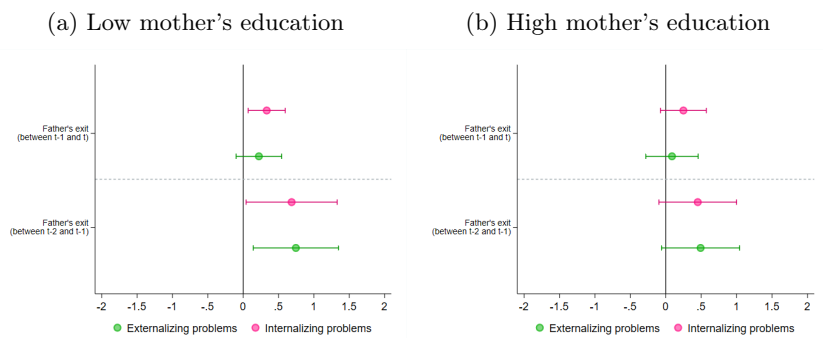 (a) Low mother's education
(b) High mother's education
Father's exit
(between t-1 and t)
Father's exit
(between t-2 and t-1)
-2 -1.5 -1 -.5 0 .5 1 1.5 2
Externalizing problems Internalizing problems
Father's exit
(between t-1 and t)
Father's exit
(between t-2 and t-1)
-2 -1.5 -1 -.5 0 .5 1 1.5 2
Externalizing problems Internalizing problems